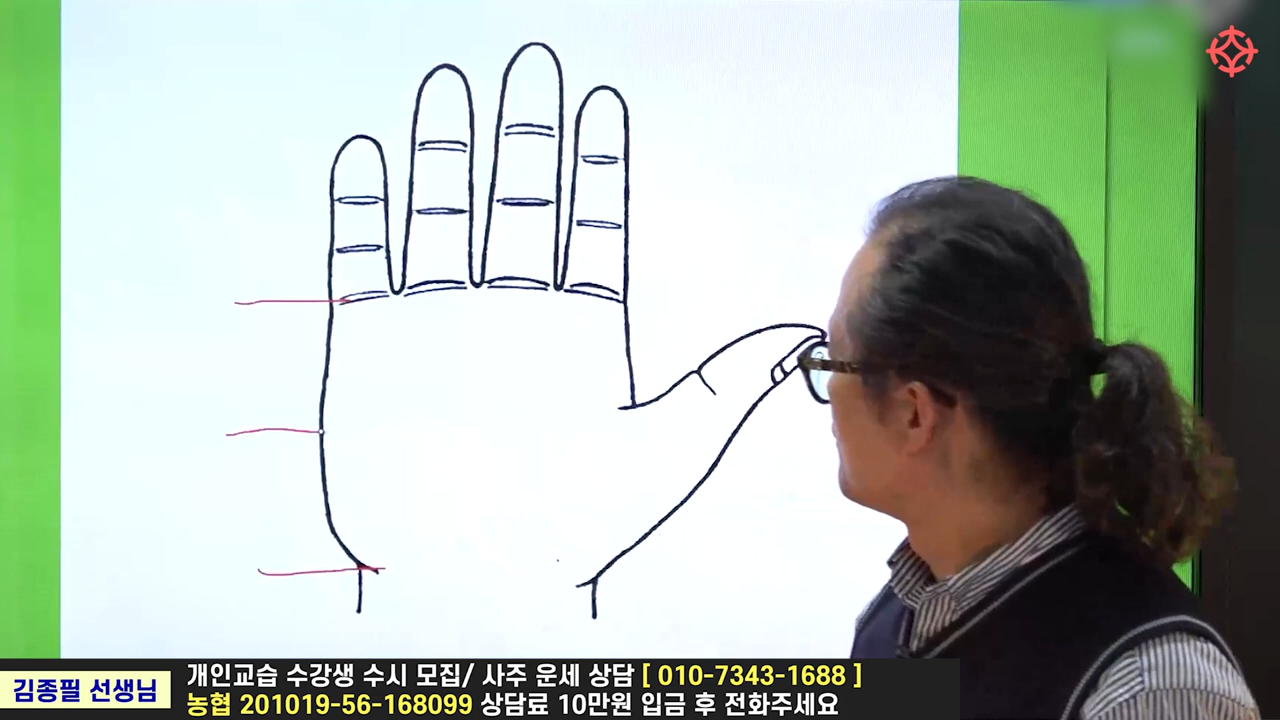 김종필 선생님
개인교습 수강생 수시 모집/ 사주 운세 상담 [ 010-7343-1688 ]
농협 201019-56-168099 상담료 10만원 입금 후 전화주세요